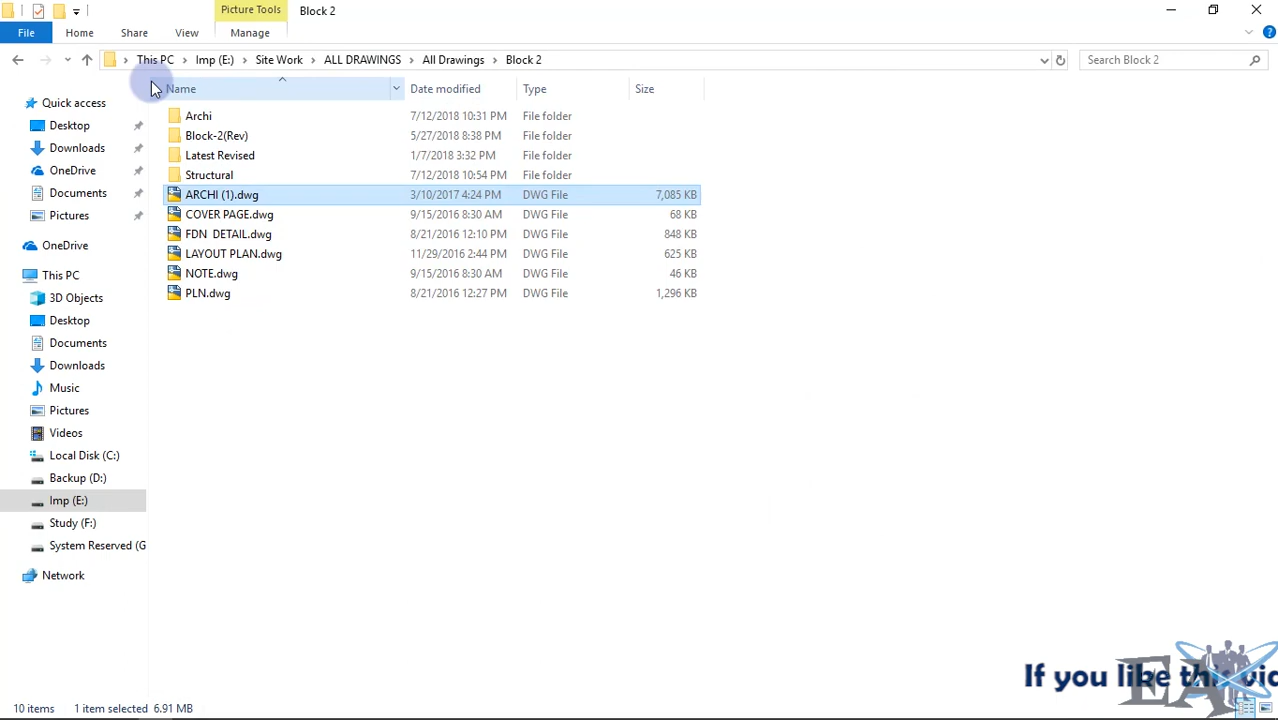 Picture Tools
Block 2
File
Home
Share
View
Manage
This PC
Imp (E:)
Site Work
ALL DRAWINGS
All Drawings
Block 2
Search Block 2
Name
Date modified
Type
Size
Quick access
Desktop
Downloads
OneDrive
Documents
Pictures
OneDrive
This PC
3D Objects
Desktop
Documents
Downloads
Music
Pictures
Videos
Local Disk (C:)
Backup (D:)
Imp (E:)
Study (F:)
System Reserved (G
Network
Archi 7/12/2018 10:31 PM File folder
Block-2(Rev) 5/27/2018 8:38 PM File folder
Latest Revised 1/7/2018 3:32 PM File folder
Structural 7/12/2018 10:54 PM File folder
ARCHI (1).dwg 3/10/2017 4:24 PM DWG File 7,085 KB
COVER PAGE.dwg 9/15/2016 8:30 AM DWG File 68 KB
FDN DETAIL.dwg 8/21/2016 12:10 PM DWG File 848 KB
LAYOUT PLAN.dwg 11/29/2016 2:44 PM DWG File 625 KB
NOTE.dwg 9/15/2016 8:30 AM DWG File 46 KB
PLN.dwg 8/21/2016 12:27 PM DWG File 1,296 KB
If you like this
EA
10 items
1 item selected 6.91 MB